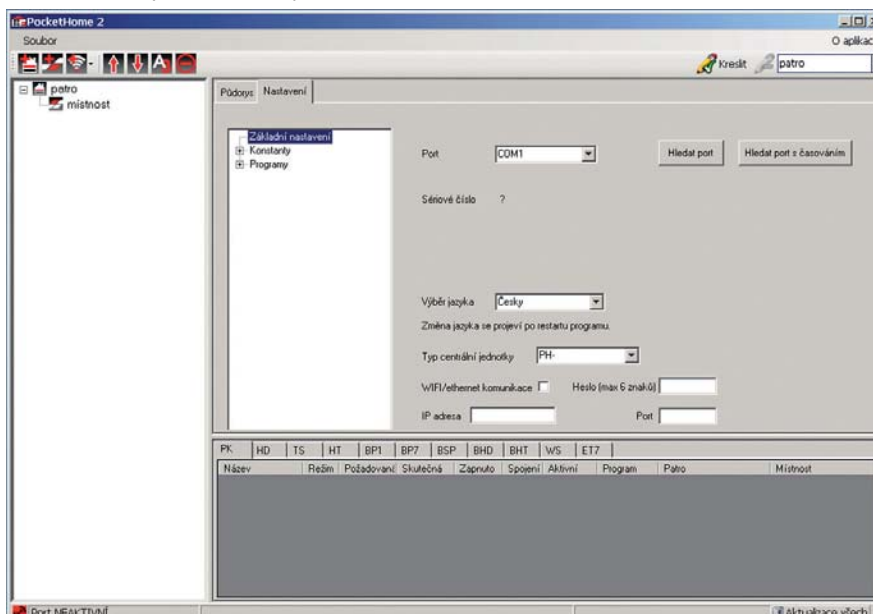 PocketHome 2
Soubor
O aplikac
Kreslit
patro
patro
místnost
Půdorys Nastavení
Základní nastavení
Konstanty
Programy
Port COM1 Hledat port Hledat port s časováním
Sériové číslo ?
Výběr jazyka Česky
Změna jazyka se projeví po restartu programu.
Typ centrální jednotky PH-
WIFI/ethernet komunikace Heslo (max 6 znaků)
IP adresa Port
PK HD TS HT BP1 BP7 BSP BHD BHT WS ET7
Název Režim Požadovaná Skutečná Zapnuto Spojení Aktivní Program Patro Místnost
Port NEAKTIVNÍ
Aktualizace všech